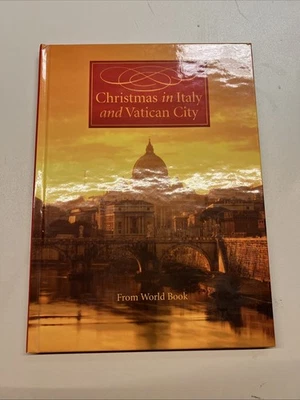 Christmas in Italy
and Vatican City
From World Book